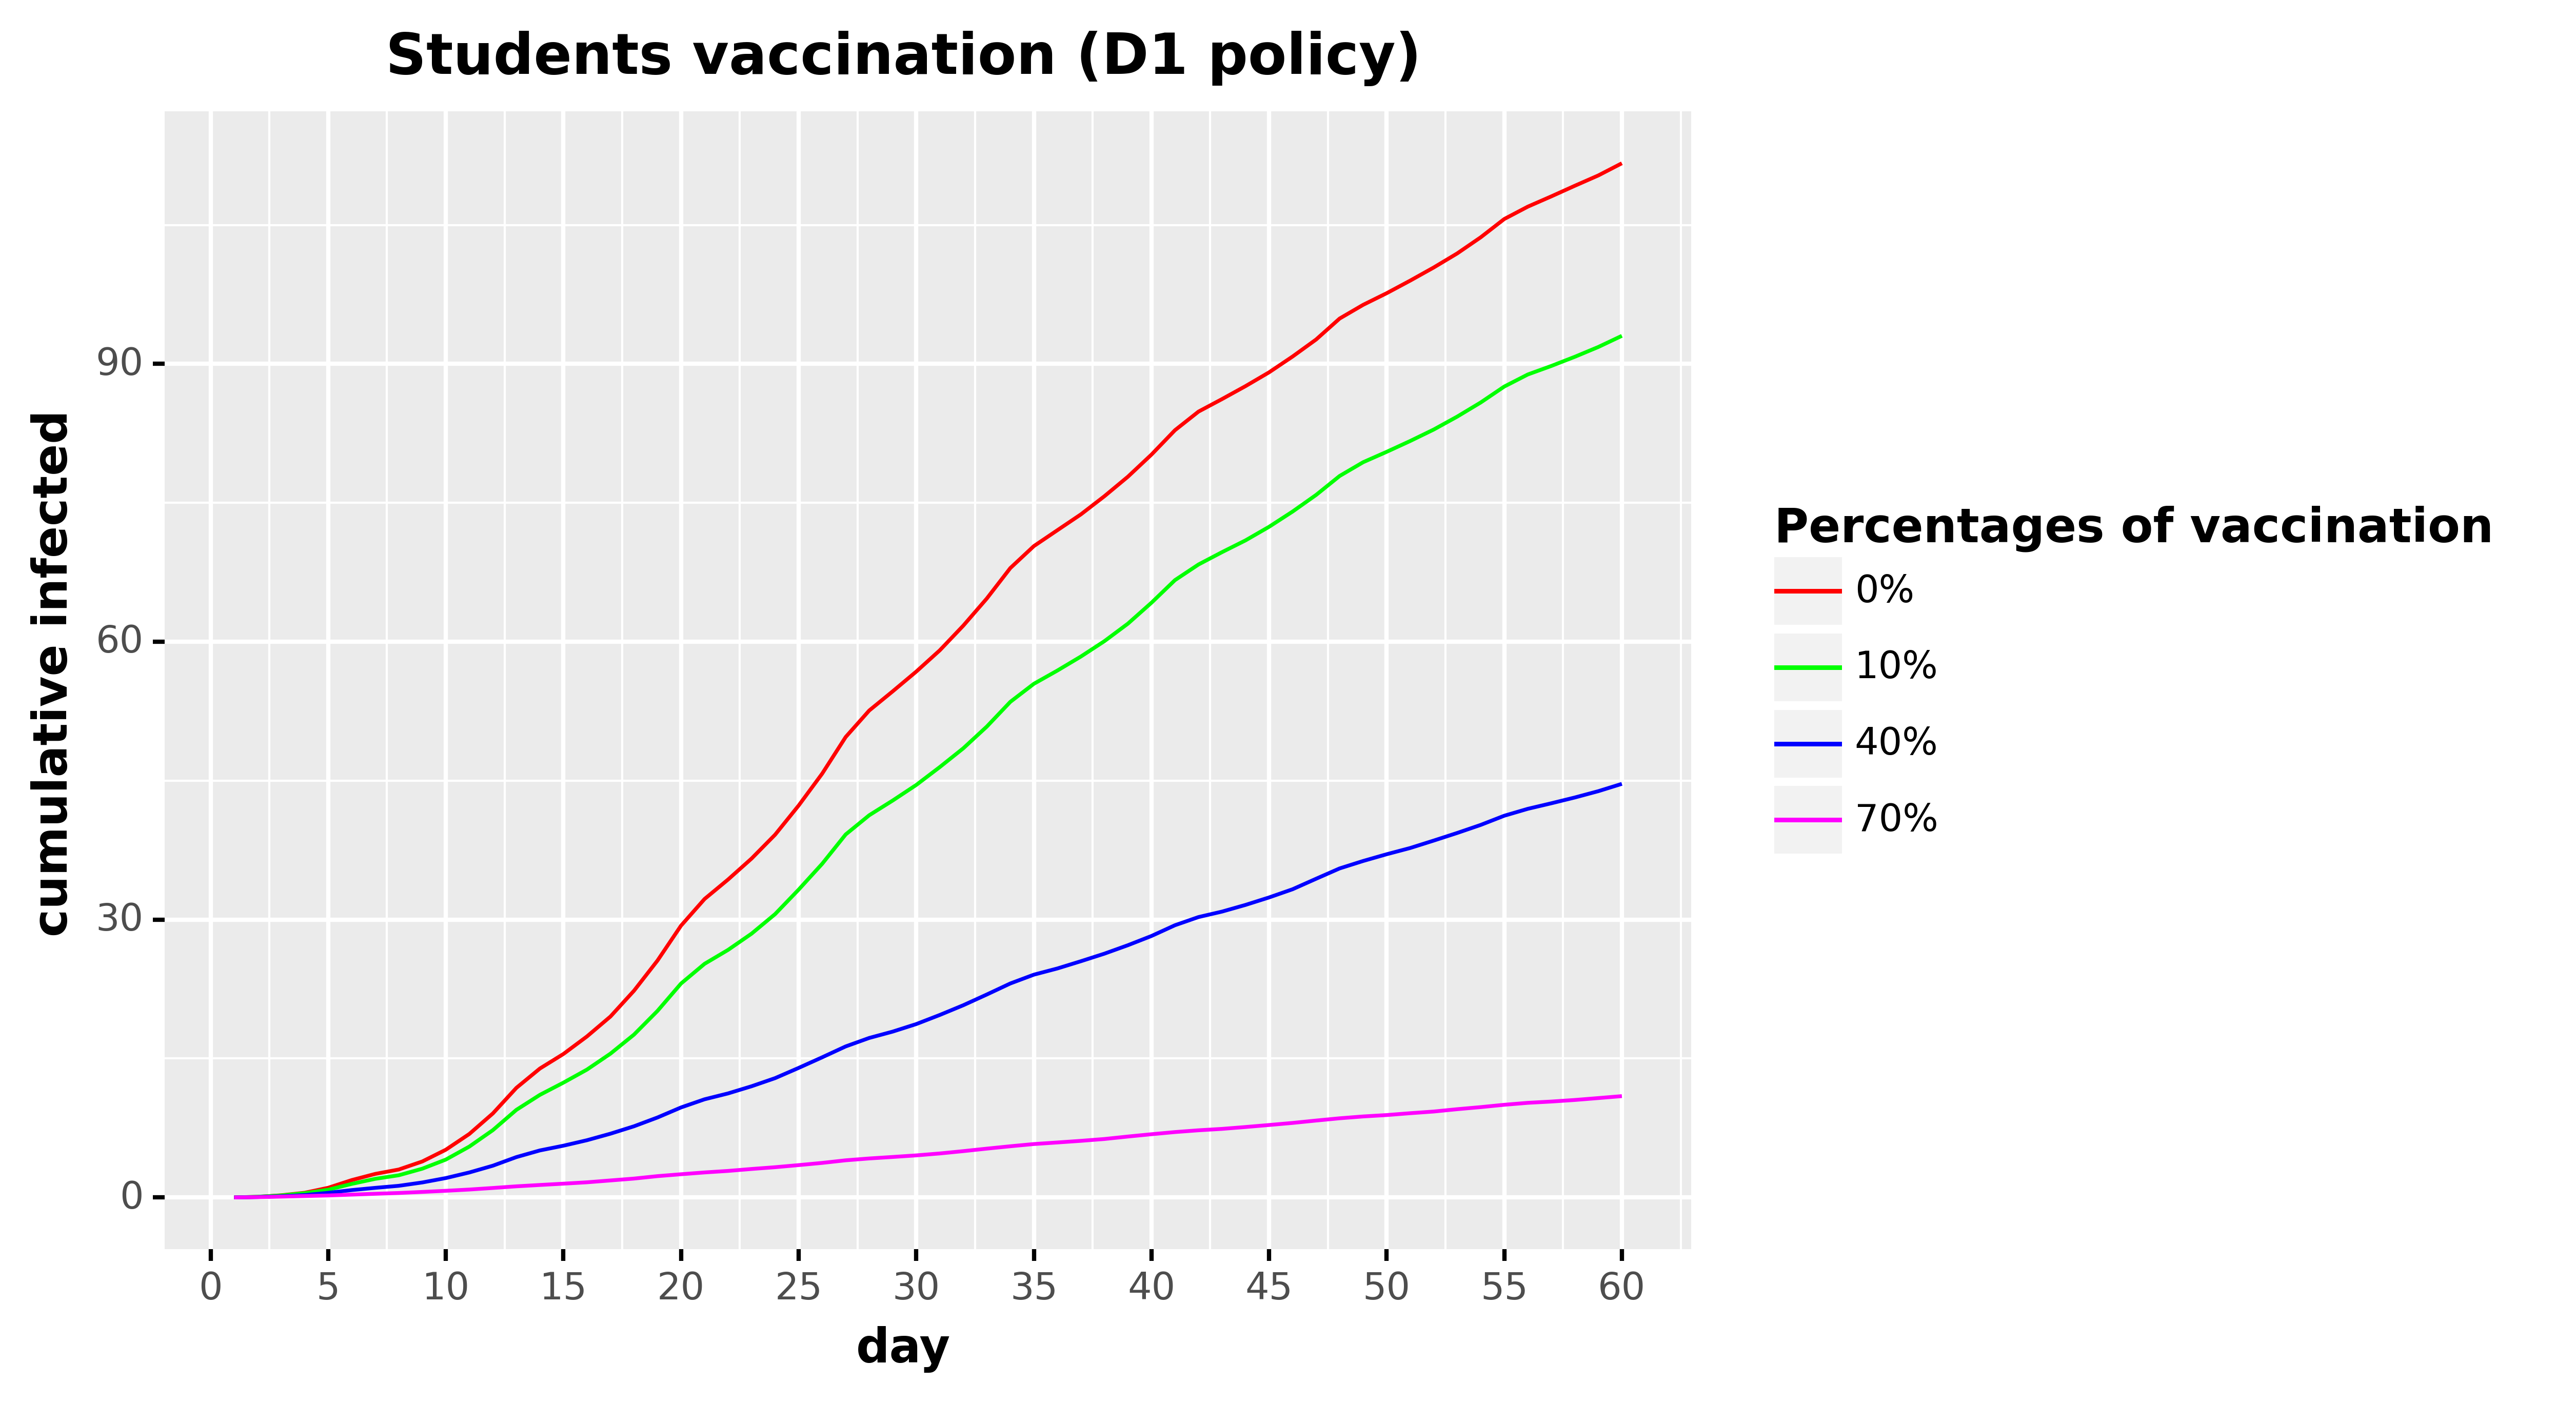 Students vaccination (D1 policy)
cumulative infected
90
60
30
0
0 5 10 15 20 25 30 35 40 45 50 55 60
day
Percentages of vaccination
0%
10%
40%
70%